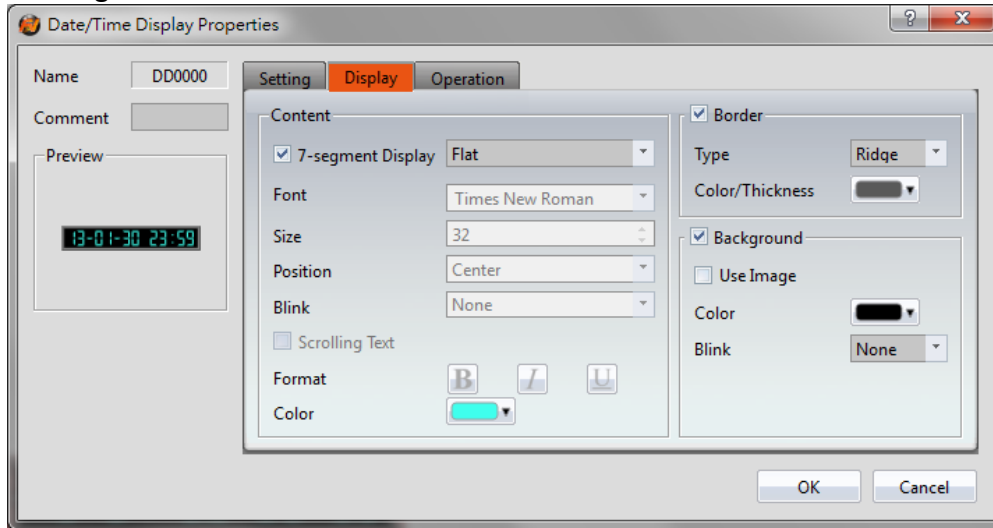 Date/Time Display Properties
Name DD0000
Comment
Preview
13-01-30 23:59
Setting Display Operation
Content
7-segment Display Flat
Font Times New Roman
Size 32
Position Center
Blink None
Scrolling Text
Format B I U
Color
Border
Type Ridge
Color/Thickness
Background
Use Image
Color
Blink None
OK Cancel